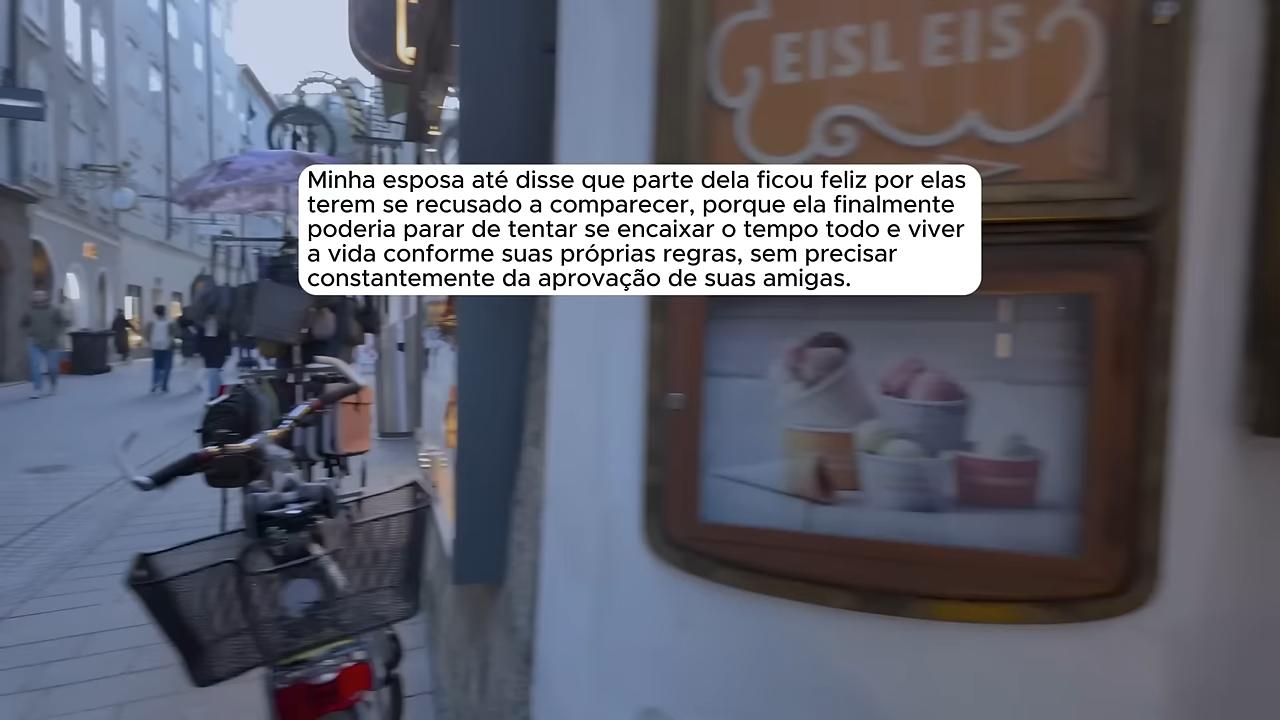 EISL EIS
Minha esposa até disse que parte dela ficou feliz por elas
terem se recusado a comparecer, porque ela finalmente
poderia parar de tentar se encaixar o tempo todo e viver
a vida conforme suas próprias regras, sem precisar
constantemente da aprovação de suas amigas.